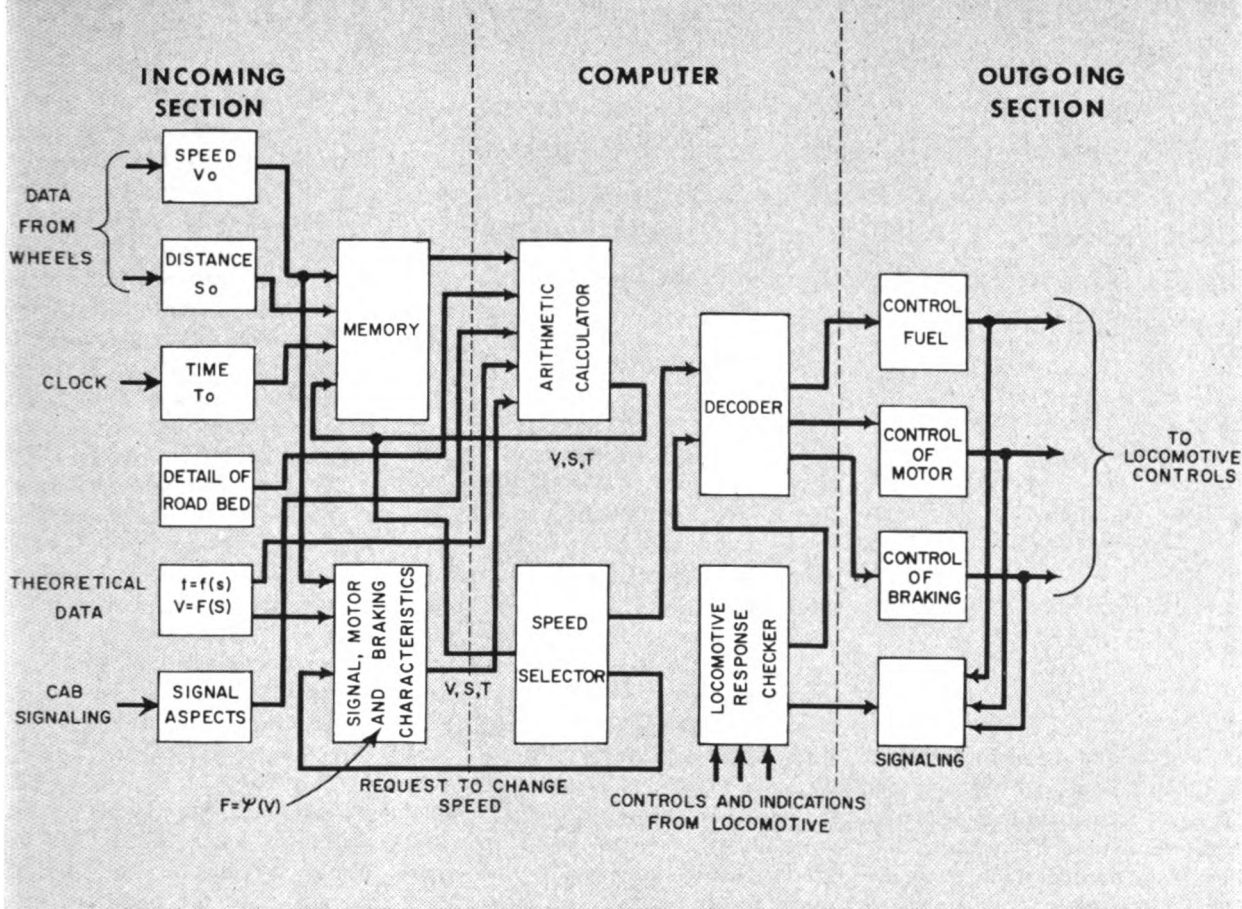 INCOMING
SECTION
COMPUTER
OUTGOING
SECTION
DATA
FROM
WHEELS
SPEED
Vo
DISTANCE
So
CLOCK
TIME
To
DETAIL OF
ROAD BED
THEORETICAL
DATA
t=f(s)
V=F(S)
CAB
SIGNALING
SIGNAL
ASPECTS
MEMORY
SIGNAL, MOTOR
AND BRAKING
CHARACTERISTICS
F=Ψ(V)
V,S,T
REQUEST TO CHANGE
SPEED
ARITHMETIC
CALCULATOR
V,S,T
SPEED
SELECTOR
DECODER
LOCOMOTIVE
RESPONSE
CHECKER
CONTROLS AND INDICATIONS
FROM LOCOMOTIVE
CONTROL
FUEL
CONTROL
OF
MOTOR
CONTROL
OF
BRAKING
SIGNALING
TO
LOCOMOTIVE
CONTROLS